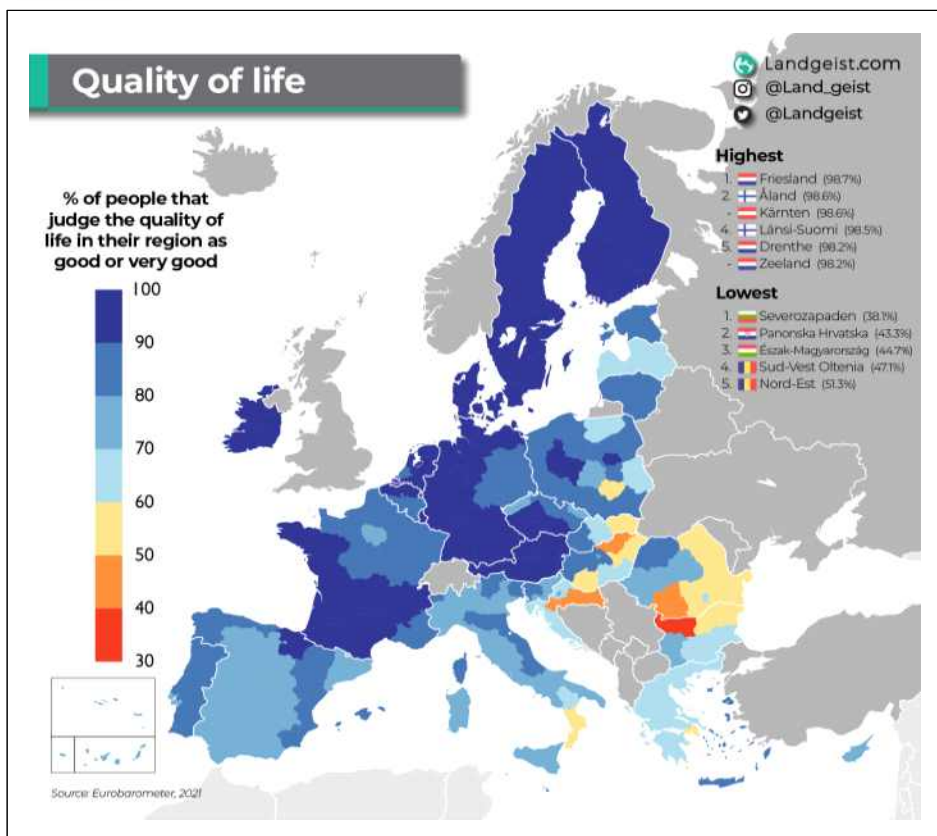 Quality of life
Landgeist.com
@Land_geist
@Landgeist
% of people that
judge the quality of
life in their region as
good or very good
100
90
80
70
60
50
40
30
Highest
1. Friesland (98.7%)
2. Åland (98.6%)
- Kärnten (98.6%)
4. Länsi-Suomi (98.5%)
5. Drenthe (98.2%)
- Zeeland (98.2%)
Lowest
1. Severozapaden (38.1%)
2. Panonska Hrvatska (43.3%)
3. Észak-Magyarország (44.7%)
4. Sud-Vest Oltenia (47.1%)
5. Nord-Est (51.3%)
Source: Eurobarometer, 2021